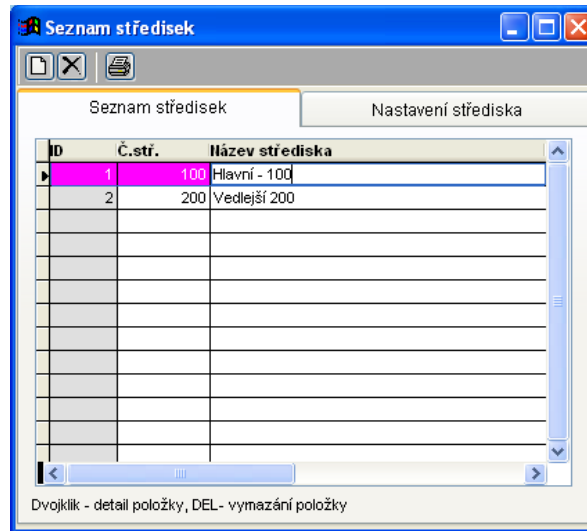 Seznam středisek
Seznam středisek Nastavení střediska
ID Č.stř. Název střediska
1 100 Hlavní - 100
2 200 Vedlejší 200
Dvojklik - detail položky, DEL- vymazání položky